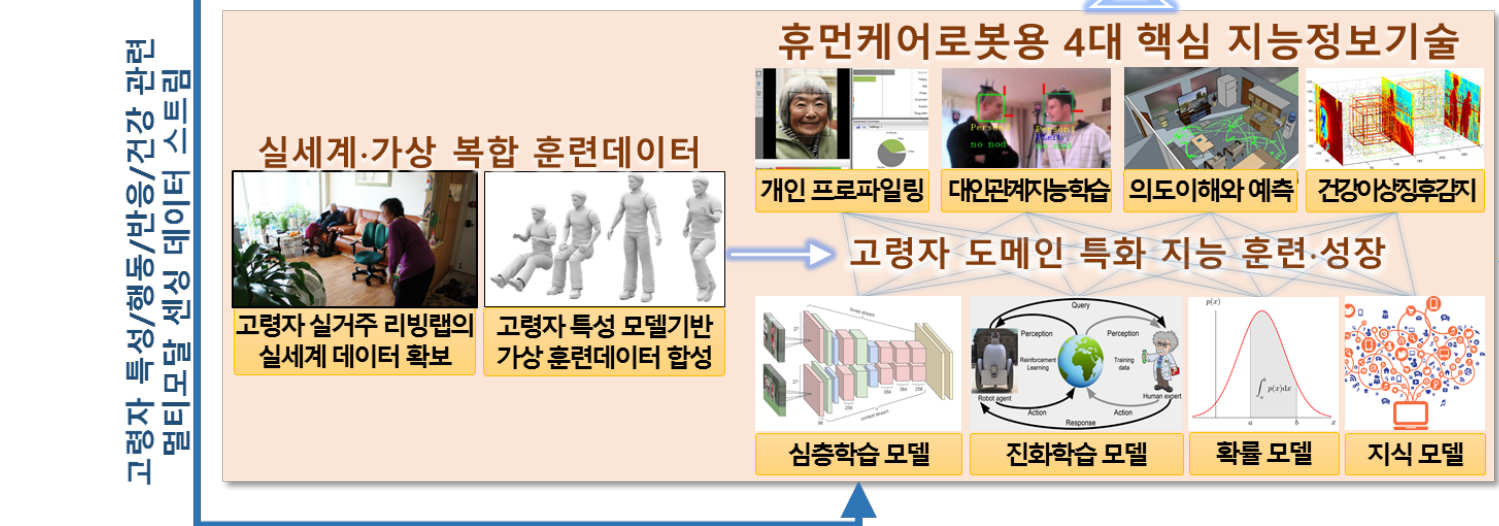 고령자 특성/행동/반응/건강 관련
멀티모달 센싱 데이터 스트림
휴먼케어로봇용 4대 핵심 지능정보기술
실세계·가상 복합 훈련데이터
고령자 실거주 리빙랩의
실세계 데이터 확보
고령자 특성 모델기반
가상 훈련데이터 합성
no nod
no nod
개인 프로파일링
대인관계지능학습
의도이해와 예측
건강이상징후감지
고령자 도메인 특화 지능 훈련·성장
Query
Perception
Perception
Reinforcement
Learning
Training
data
Robot agent
Human expert
Action
Action
Response
p(x)
∫ₐᵇ p(x)dx
a
b
x
심층학습 모델
진화학습 모델
확률 모델
지식 모델